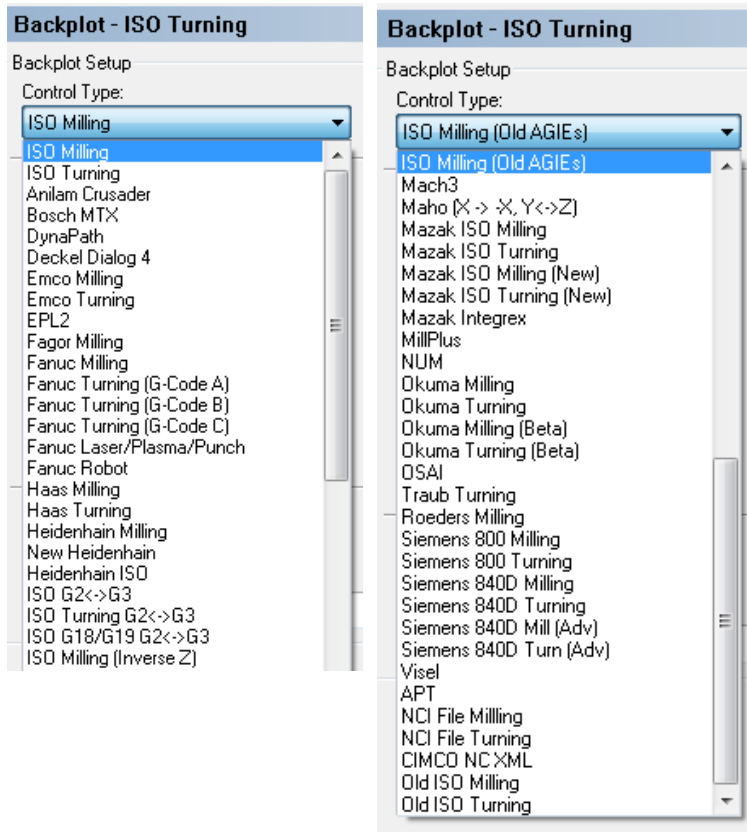 Backplot - ISO Turning
Backplot Setup
Control Type:
ISO Milling
ISO Milling
ISO Turning
Anilam Crusader
Bosch MTX
DynaPath
Deckel Dialog 4
Emco Milling
Emco Turning
EPL2
Fagor Milling
Fanuc Milling
Fanuc Turning (G-Code A)
Fanuc Turning (G-Code B)
Fanuc Turning (G-Code C)
Fanuc Laser/Plasma/Punch
Fanuc Robot
Haas Milling
Haas Turning
Heidenhain Milling
New Heidenhain
Heidenhain ISO
ISO G2<->G3
ISO Turning G2<->G3
ISO G18/G19 G2<->G3
ISO Milling (Inverse Z)
Backplot - ISO Turning
Backplot Setup
Control Type:
ISO Milling (Old AGIEs)
ISO Milling (Old AGIEs)
Mach3
Maho (X -> -X, Y<->Z)
Mazak ISO Milling
Mazak ISO Turning
Mazak ISO Milling (New)
Mazak ISO Turning (New)
Mazak Integrex
MillPlus
NUM
Okuma Milling
Okuma Turning
Okuma Milling (Beta)
Okuma Turning (Beta)
OSAI
Traub Turning
Roeders Milling
Siemens 800 Milling
Siemens 800 Turning
Siemens 840D Milling
Siemens 840D Turning
Siemens 840D Mill (Adv)
Siemens 840D Turn (Adv)
Visel
APT
NCI File Millling
NCI File Turning
CIMCO NC XML
Old ISO Milling
Old ISO Turning